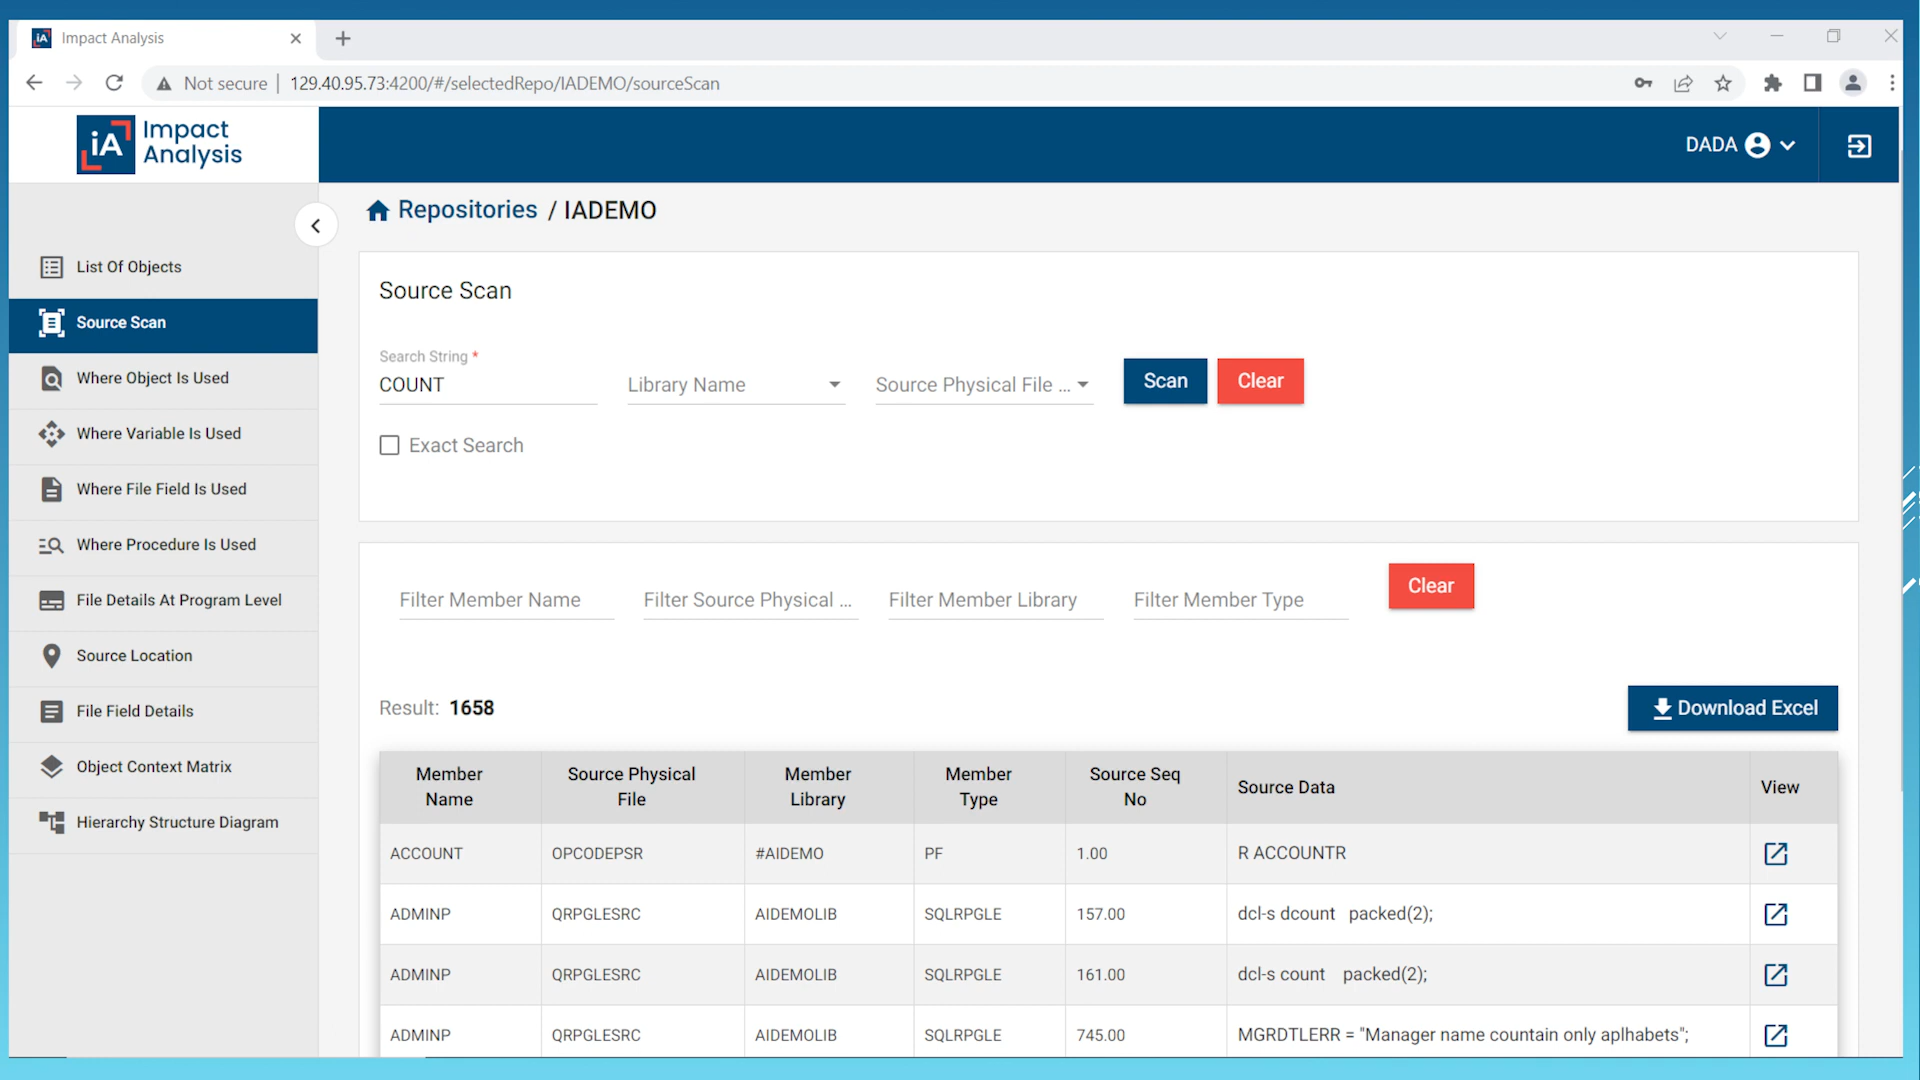 iA Impact Analysis
Not secure | 129.40.95.73:4200/#/selectedRepo/IADEMO/sourceScan
iA Impact
Analysis
DADA
Repositories / IADEMO
List Of Objects
Source Scan
Where Object Is Used
Where Variable Is Used
Where File Field Is Used
Where Procedure Is Used
File Details At Program Level
Source Location
File Field Details
Object Context Matrix
Hierarchy Structure Diagram
Source Scan
Search String *
COUNT Library Name Source Physical File ... Scan Clear
Exact Search
Filter Member Name Filter Source Physical ... Filter Member Library Filter Member Type Clear
Result: 1658 Download Excel
Member Name Source Physical File Member Library Member Type Source Seq No Source Data View
ACCOUNT OPCODEPSR #AIDEMO PF 1.00 R ACCOUNTR
ADMINP QRPGLESRC AIDEMOLIB SQLRPGLE 157.00 dcl-s dcount packed(2);
ADMINP QRPGLESRC AIDEMOLIB SQLRPGLE 161.00 dcl-s count packed(2);
ADMINP QRPGLESRC AIDEMOLIB SQLRPGLE 745.00 MGRDTLERR = "Manager name countain only aplhabets";